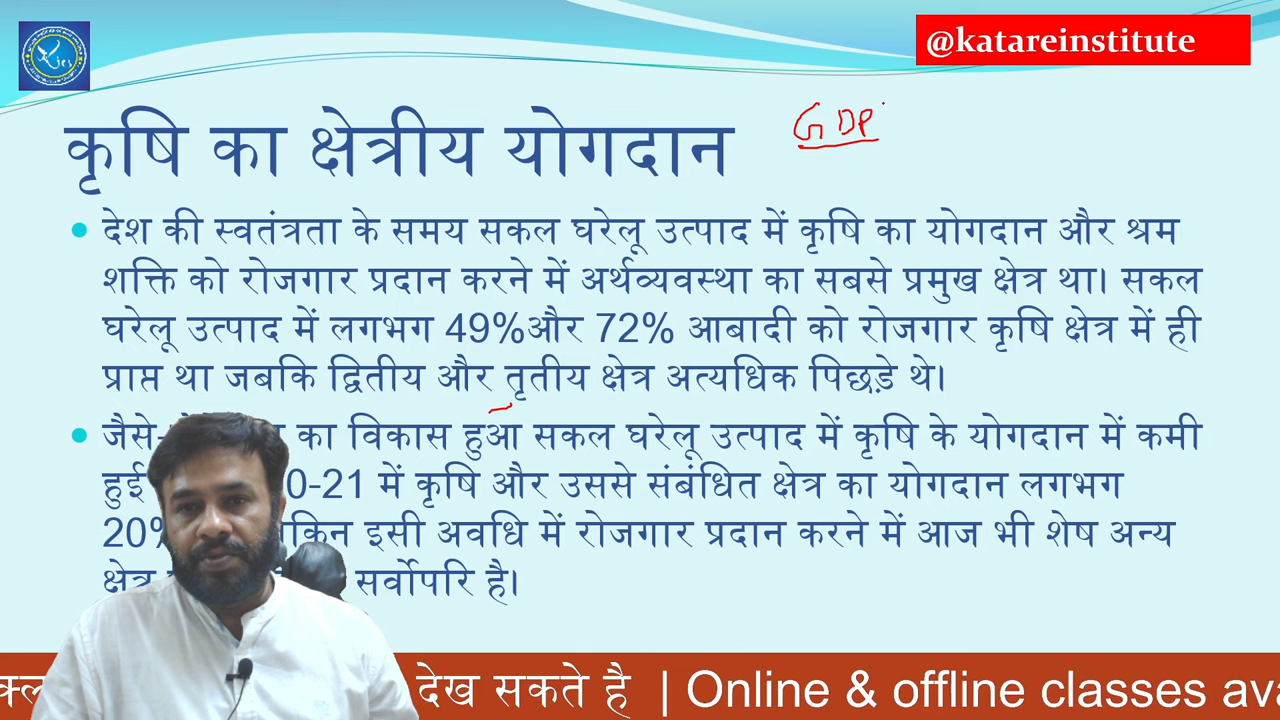 @katareinstitute
कृषि का क्षेत्रीय योगदान
GDP
देश की स्वतंत्रता के समय सकल घरेलू उत्पाद में कृषि का योगदान और श्रम
शक्ति को रोजगार प्रदान करने में अर्थव्यवस्था का सबसे प्रमुख क्षेत्र था। सकल
घरेलू उत्पाद में लगभग 49%और 72% आबादी को रोजगार कृषि क्षेत्र में ही
प्राप्त था जबकि द्वितीय और तृतीय क्षेत्र अत्यधिक पिछड़े थे।
का विकास हुआ सकल घरेलू उत्पाद में कृषि के योगदान में कमी
हुई 0-21 में कृषि और उससे संबंधित क्षेत्र का योगदान लगभग
20% इसी अवधि में रोजगार प्रदान करने में आज भी शेष अन्य
क्षेत्र सर्वोपरि है।
देख सकते है | Online & offline classes